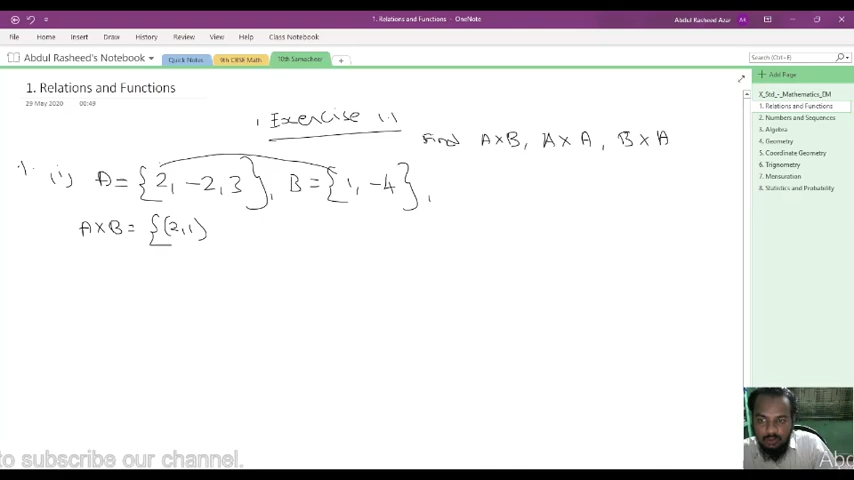 1. Relations and Functions - OneNote
Abdul Rasheed Azar AR
File Home Insert Draw History Review View Help Class Notebook
Abdul Rasheed's Notebook Quick Notes 9th CBSE Math 10th Samacheer
Search (Ctrl+E)
Add Page
1. Relations and Functions
29 May 2020 00:49
Exercise 1.1
Find A×B, A×A, B×A
1. (i) A = {2, -2, 3}, B = {1, -4},
A×B = {(2,1)
X_Std_-_Mathematics_EM
1. Relations and Functions
2. Numbers and Sequences
3. Algebra
4. Geometry
5. Coordinate Geometry
6. Trigonometry
7. Mensuration
8. Statistics and Probability
to subscribe our channel.
Abd